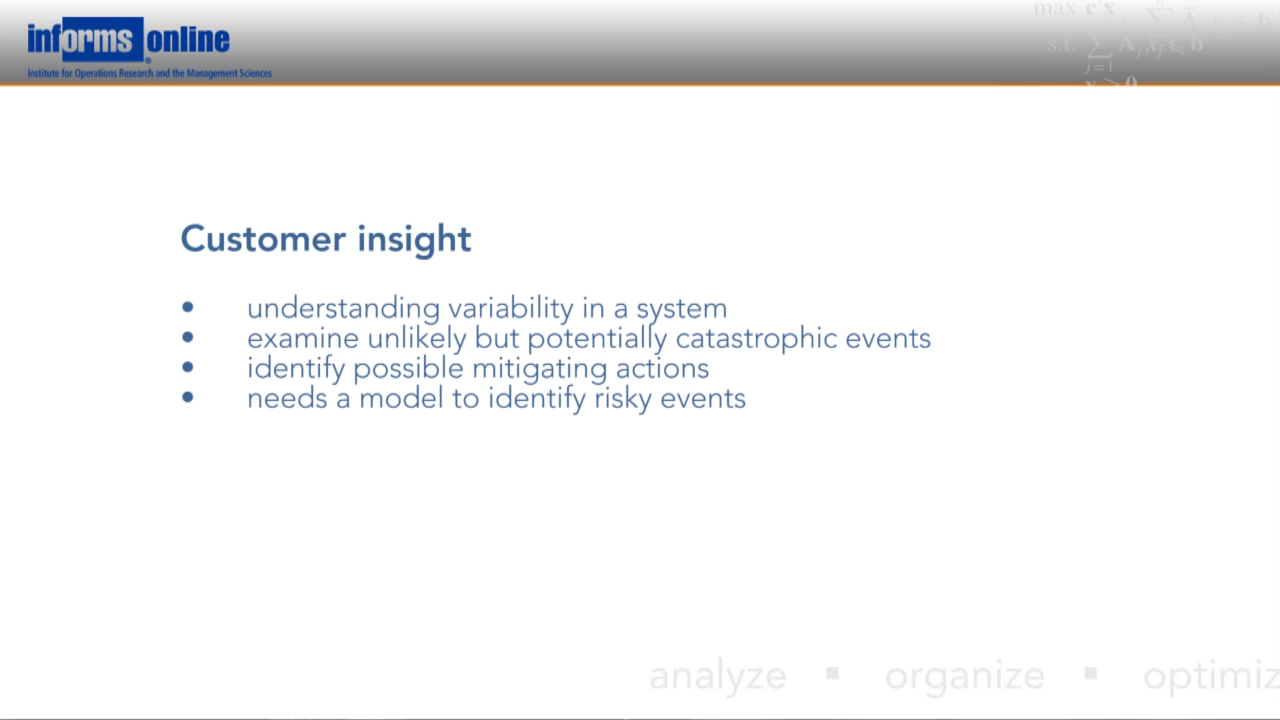 informs online®
Institute for Operations Research and the Management Sciences
max c'x
s.t.
Customer insight
• understanding variability in a system
• examine unlikely but potentially catastrophic events
• identify possible mitigating actions
• needs a model to identify risky events
analyze ▪ organize ▪ optimiz